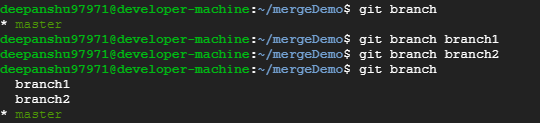 deepanshu97971@developer-machine:~/mergeDemo$ git branch
* master
deepanshu97971@developer-machine:~/mergeDemo$ git branch branch1
deepanshu97971@developer-machine:~/mergeDemo$ git branch branch2
deepanshu97971@developer-machine:~/mergeDemo$ git branch
  branch1
  branch2
* master